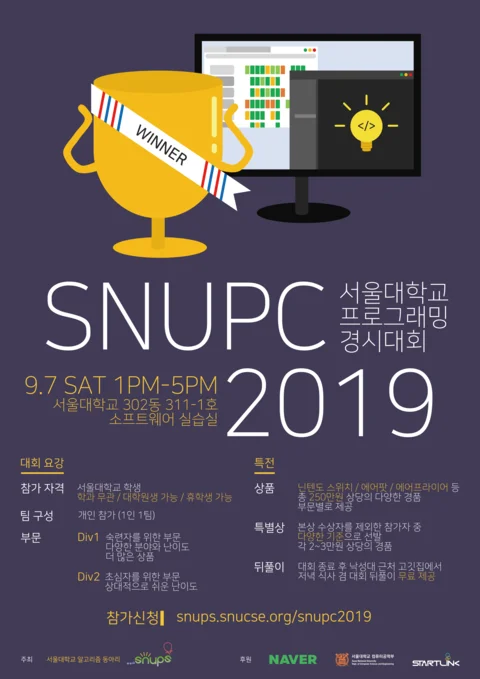 WINNER
</>
SNUPC
서울대학교
프로그래밍
경시대회
2019
9.7 SAT 1PM-5PM
서울대학교 302동 311-1호
소프트웨어 실습실
대회 요강
참가 자격 서울대학교 학생
학과 무관 / 대학원생 가능 / 휴학생 가능
팀 구성 개인 참가 (1인 1팀)
부문 Div1 숙련자를 위한 부문
다양한 분야와 난이도
더 많은 상품
Div2 초심자를 위한 부문
상대적으로 쉬운 난이도
특전
상품 닌텐도 스위치 / 에어팟 / 에어프라이어 등
총 250만원 상당의 다양한 경품
부문별로 제공
특별상 본상 수상자를 제외한 참가자 중
다양한 기준으로 선발
각 2~3만원 상당의 경품
뒤풀이 대회 종료 후 낙성대 근처 고깃집에서
저녁 식사 겸 대회 뒤풀이 무료 제공
참가신청 snups.snucse.org/snupc2019
주최 서울대학교 알고리즘 동아리 snups
후원 NAVER 서울대학교 컴퓨터공학부 STARTLINK